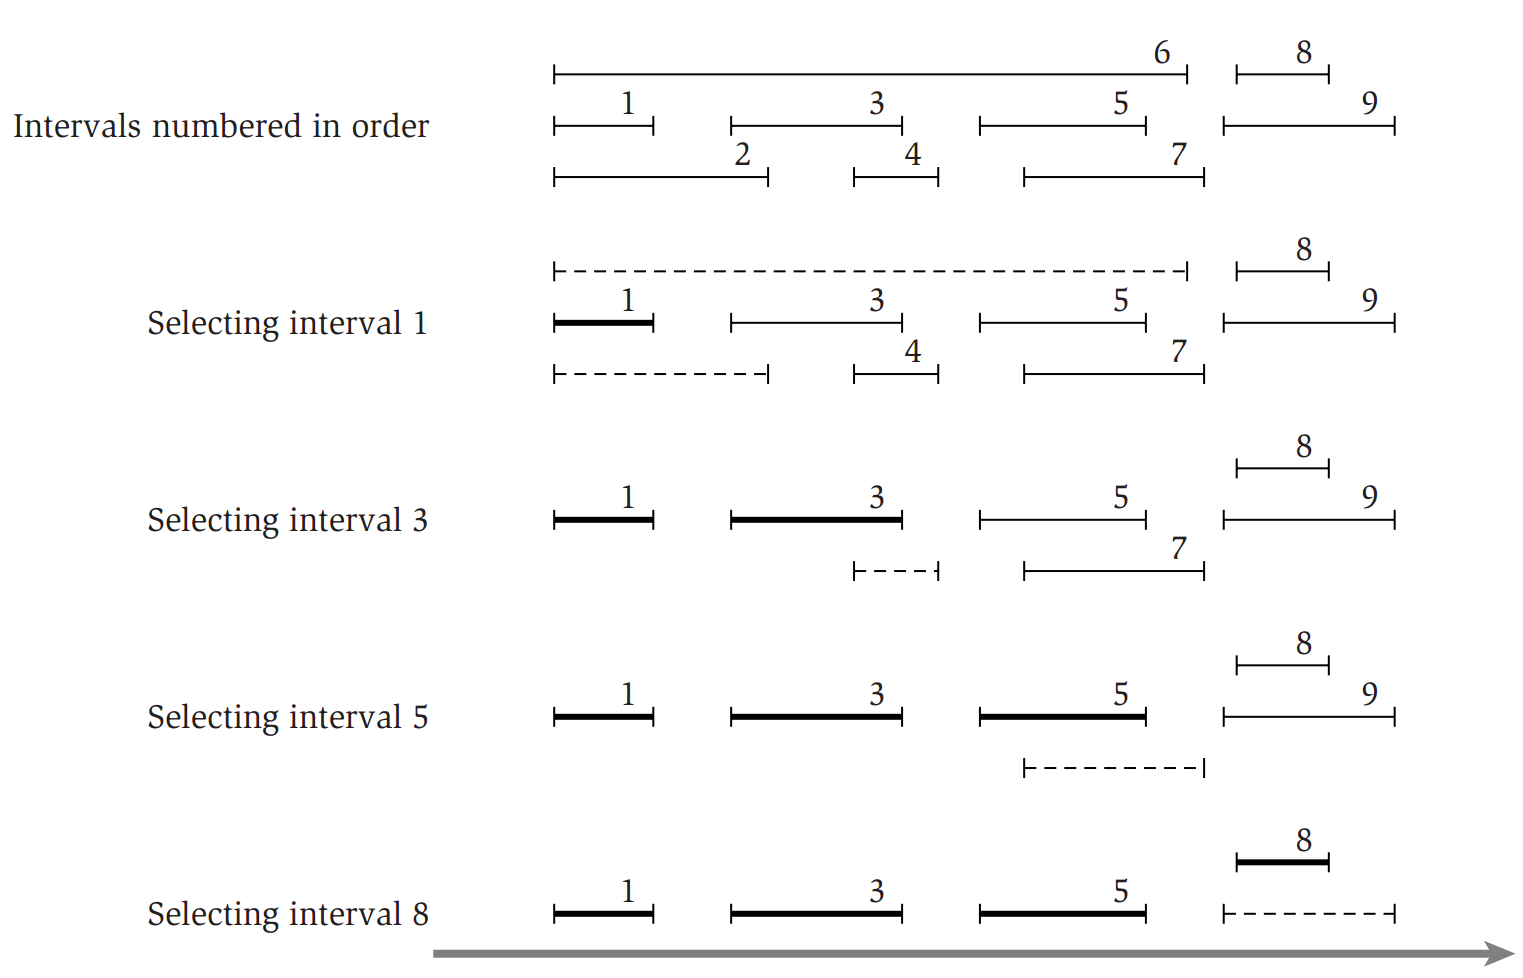 6 8
Intervals numbered in order 1 3 5 9
2 4 7
8
Selecting interval 1 1 3 5 9
4 7
8
Selecting interval 3 1 3 5 9
7
8
Selecting interval 5 1 3 5 9
8
Selecting interval 8 1 3 5